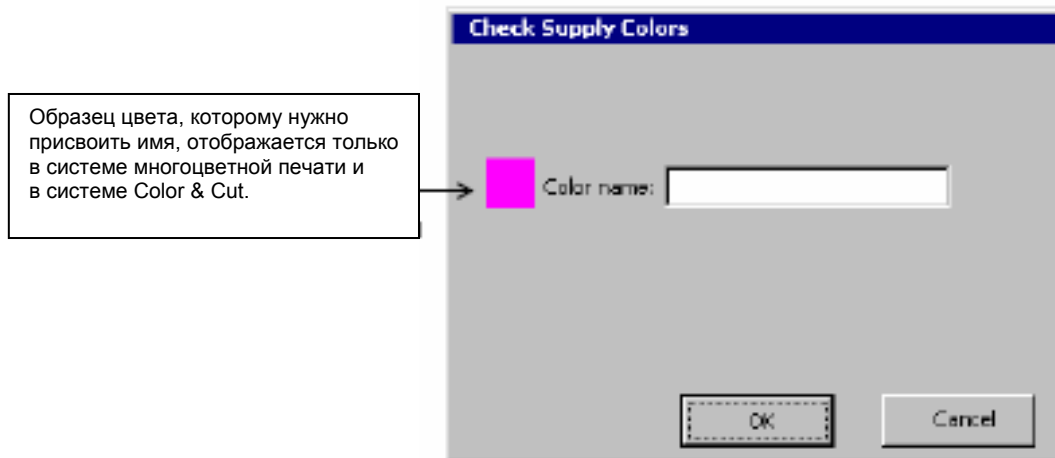 Check Supply Colors
Образец цвета, которому нужно
присвоить имя, отображается только
в системе многоцветной печати и
в системе Color & Cut.
Color name:
OK
Cancel